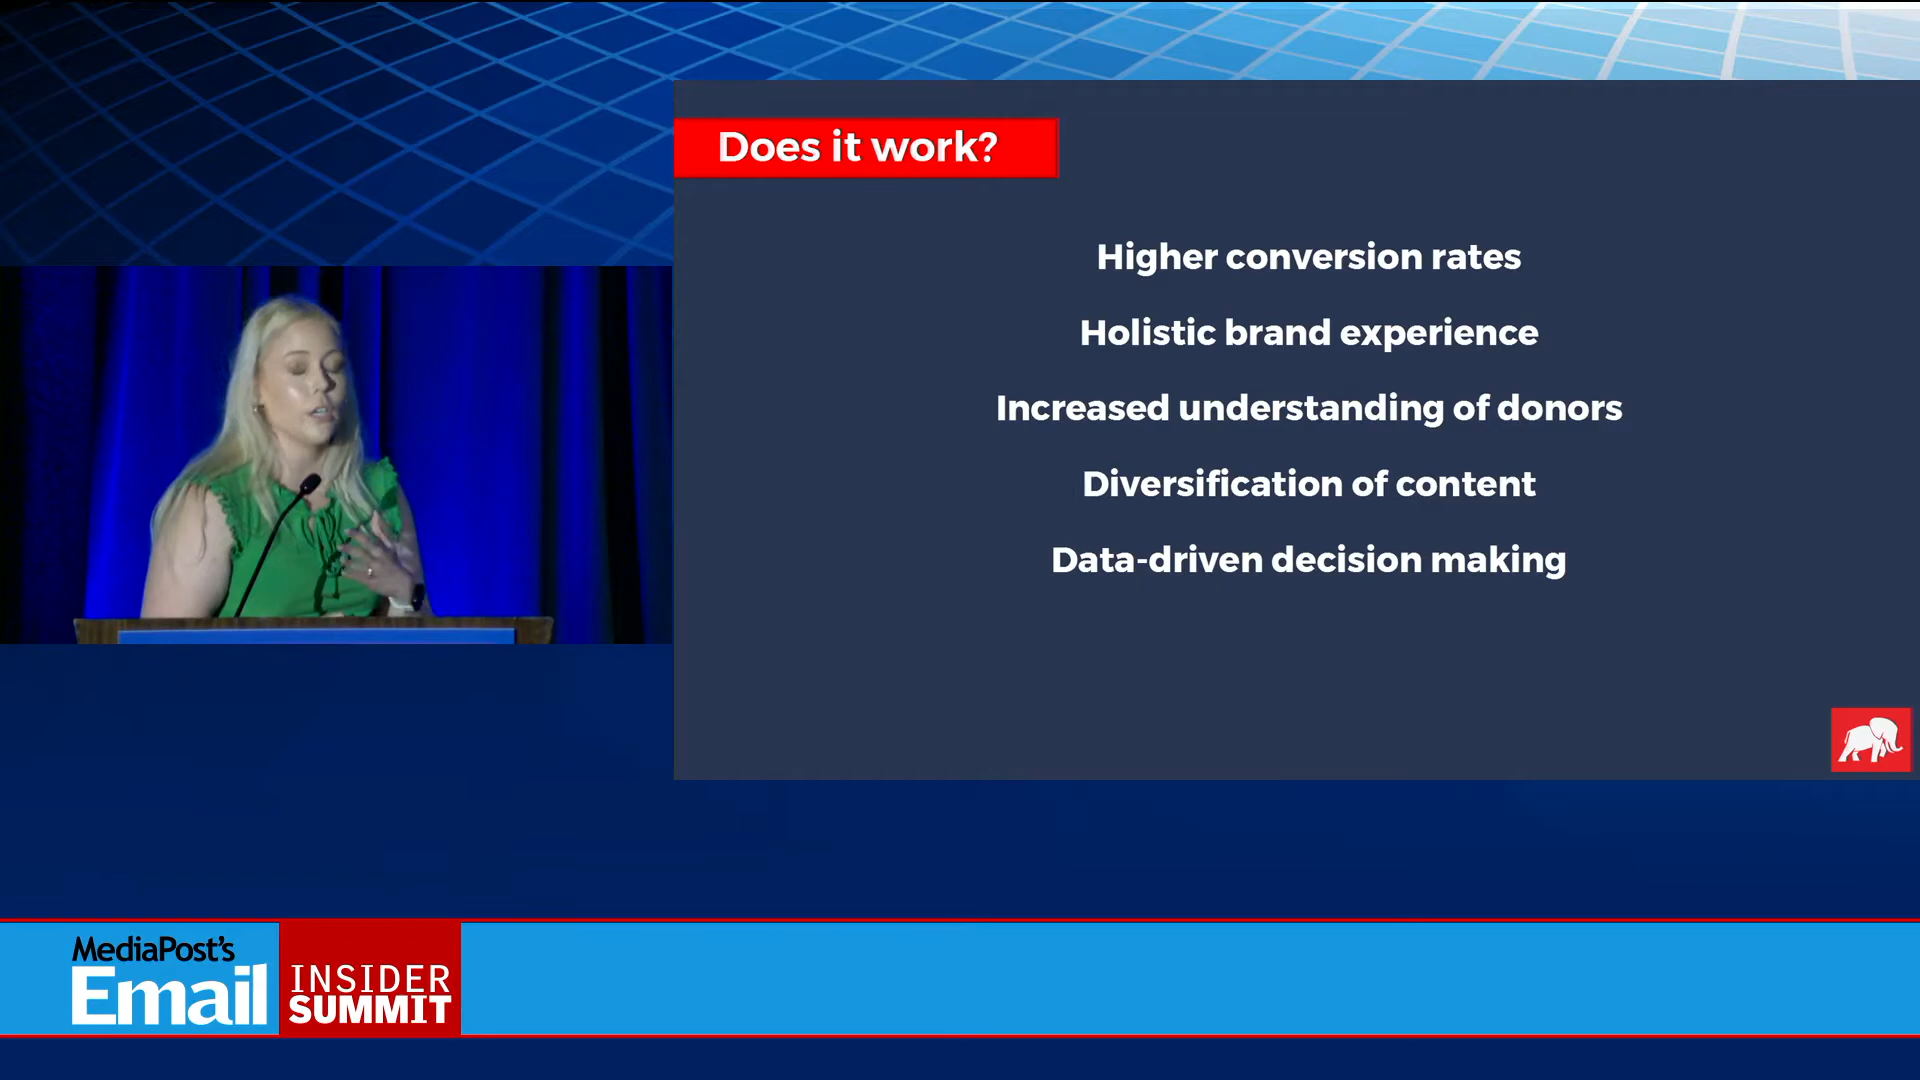 Does it work?
Higher conversion rates
Holistic brand experience
Increased understanding of donors
Diversification of content
Data-driven decision making
MediaPost's
Email
INSIDER
SUMMIT